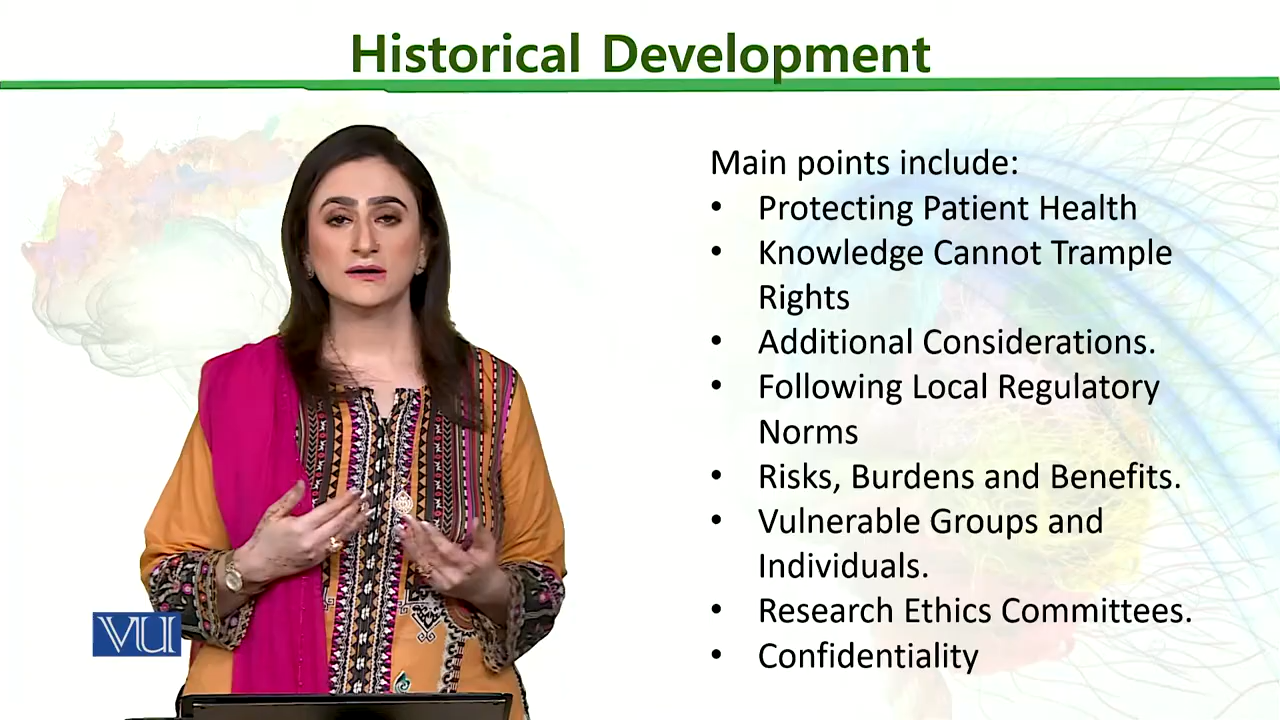 Historical Development
Main points include:
• Protecting Patient Health
• Knowledge Cannot Trample
Rights
• Additional Considerations.
• Following Local Regulatory
Norms
• Risks, Burdens and Benefits.
• Vulnerable Groups and
Individuals.
• Research Ethics Committees.
• Confidentiality
VU